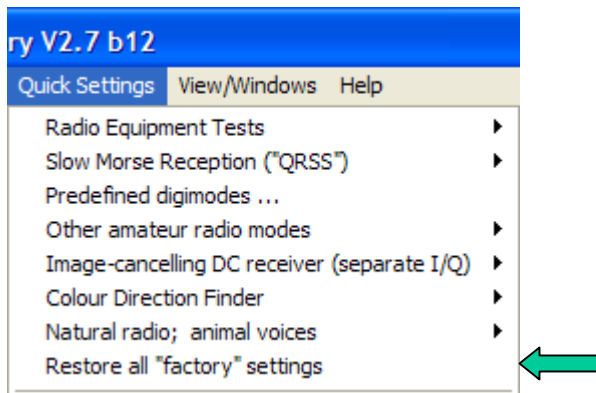 ry V2.7 b12
Quick Settings View/Windows Help
Radio Equipment Tests
Slow Morse Reception ("QRSS")
Predefined digimodes ...
Other amateur radio modes
Image-cancelling DC receiver (separate I/Q)
Colour Direction Finder
Natural radio; animal voices
Restore all "factory" settings